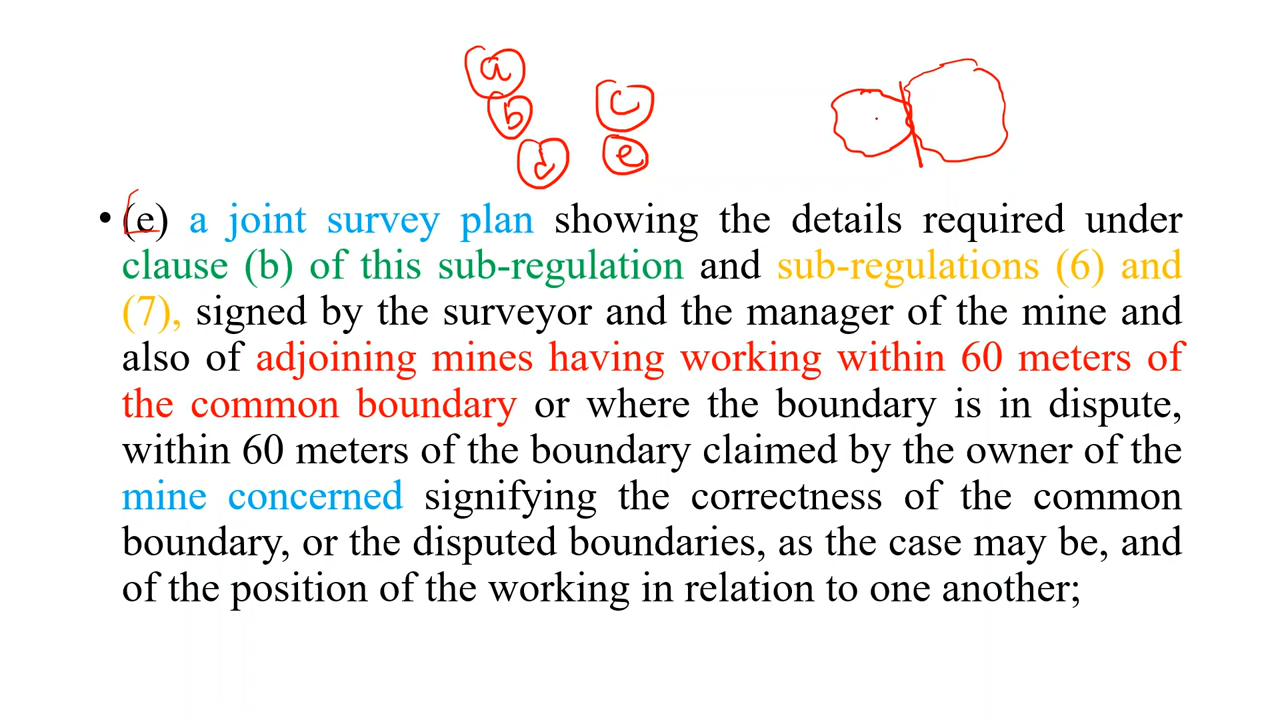 a
b
c
d
e
• (e) a joint survey plan showing the details required under
clause (b) of this sub-regulation and sub-regulations (6) and
(7), signed by the surveyor and the manager of the mine and
also of adjoining mines having working within 60 meters of
the common boundary or where the boundary is in dispute,
within 60 meters of the boundary claimed by the owner of the
mine concerned signifying the correctness of the common
boundary, or the disputed boundaries, as the case may be, and
of the position of the working in relation to one another;